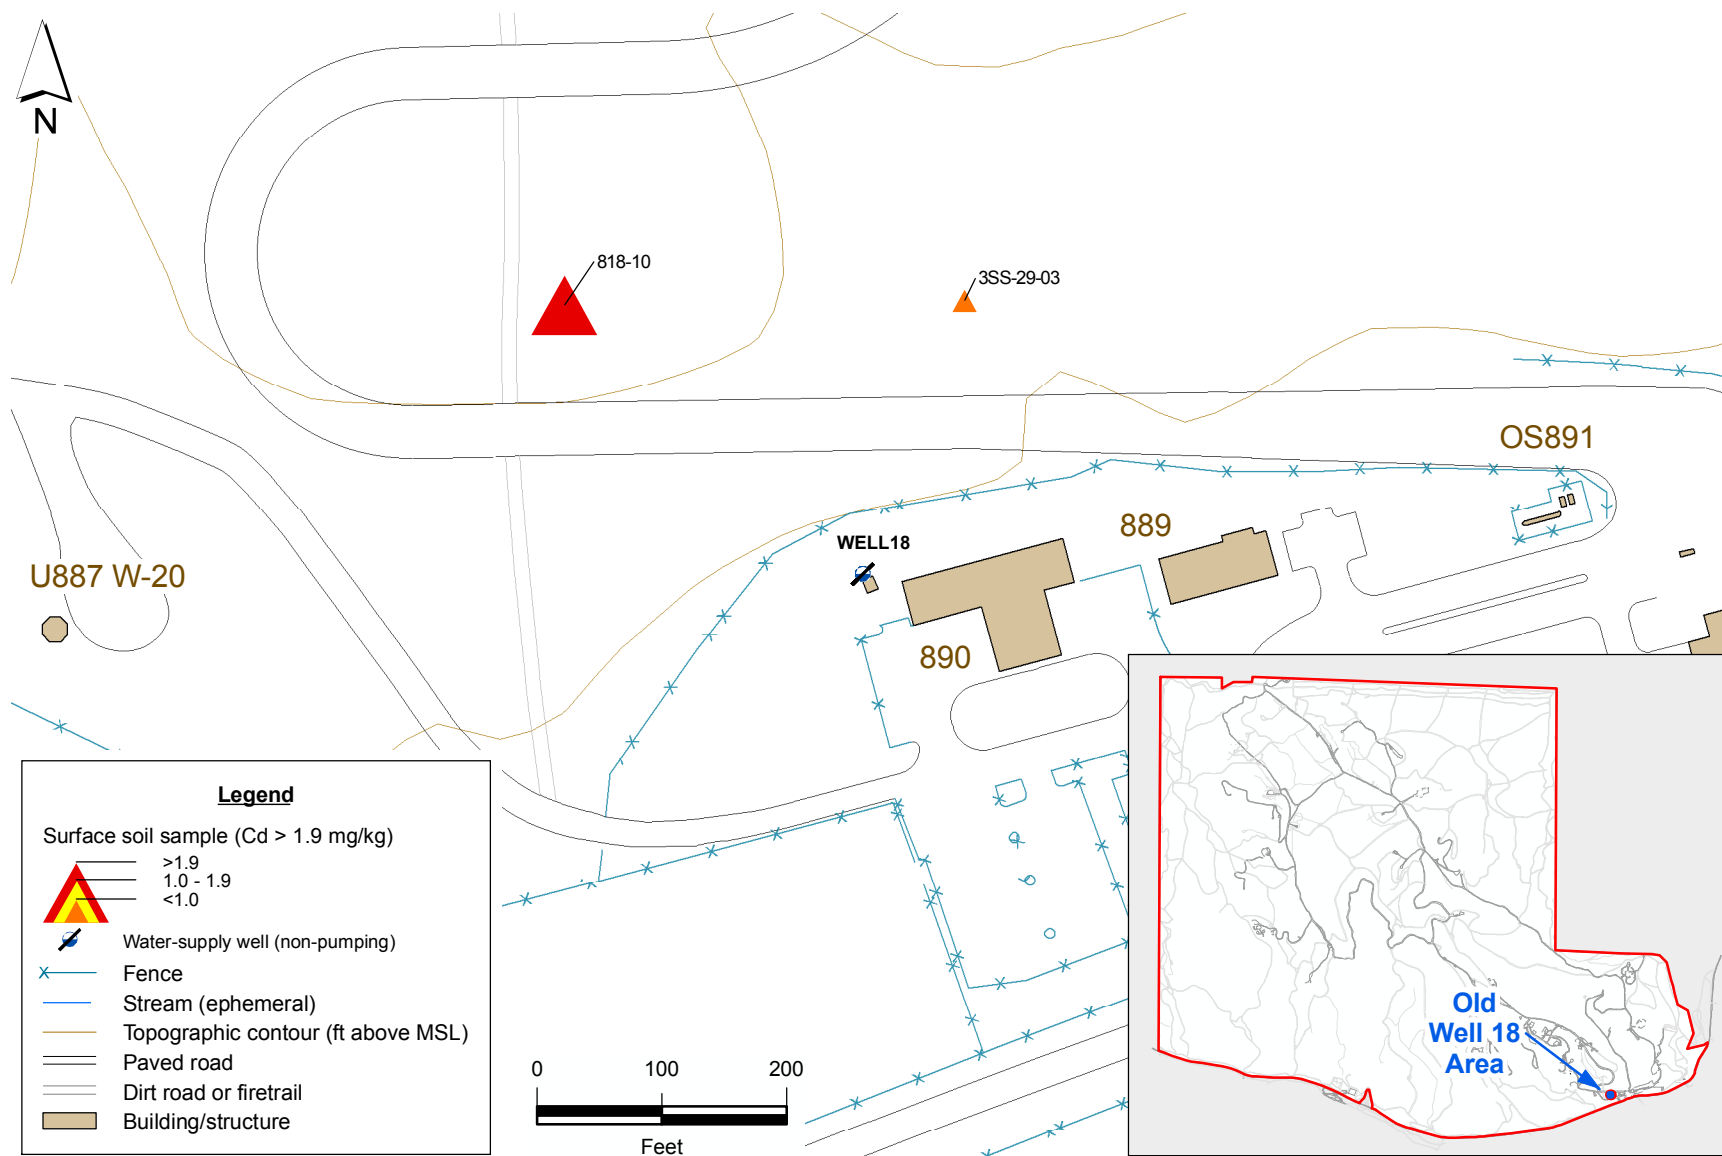 N
818-10
3SS-29-03
OS891
889
WELL18
U887 W-20
890
Legend
Surface soil sample (Cd > 1.9 mg/kg)
>1.9
1.0 - 1.9
<1.0
Water-supply well (non-pumping)
Fence
Stream (ephemeral)
Topographic contour (ft above MSL)
Paved road
Dirt road or firetrail
Building/structure
0 100 200
Feet
Old
Well 18
Area